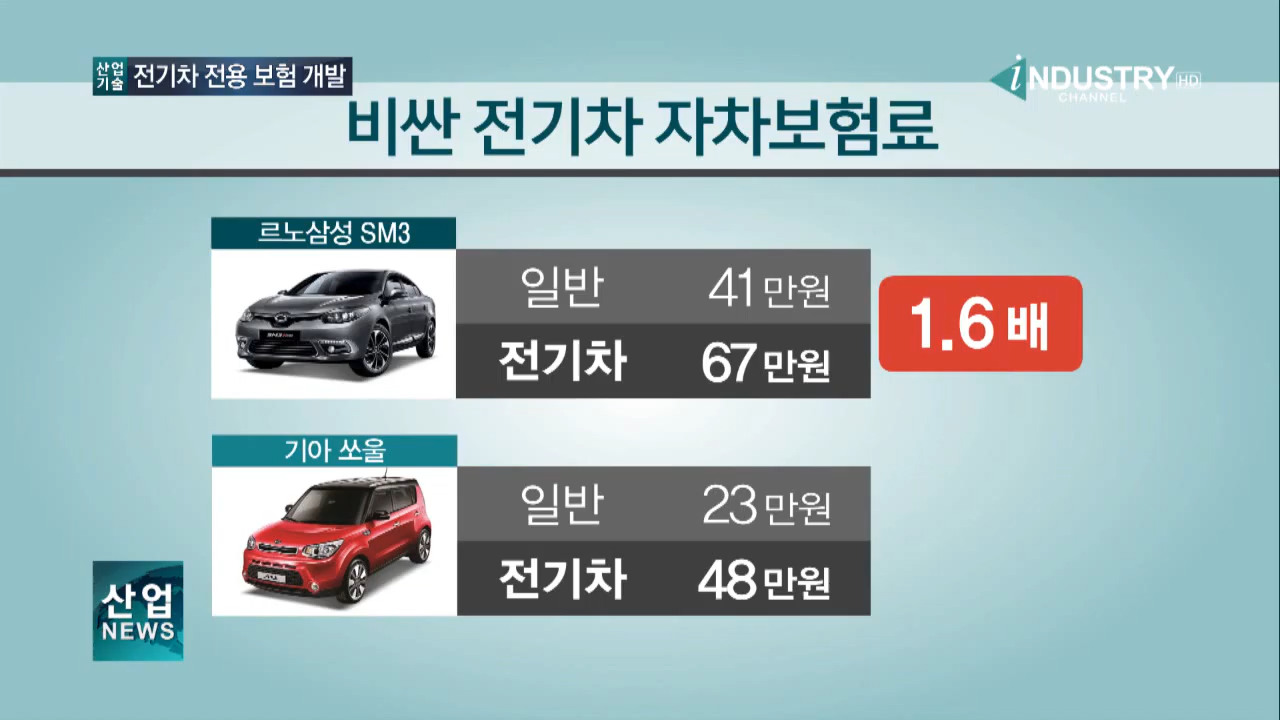 산업
기술
전기차 전용 보험 개발
iNDUSTRY HD
CHANNEL
비싼 전기차 자차보험료
르노삼성 SM3
일반 41만원
전기차 67만원
1.6배
기아 쏘울
일반 23만원
전기차 48만원
산업
NEWS